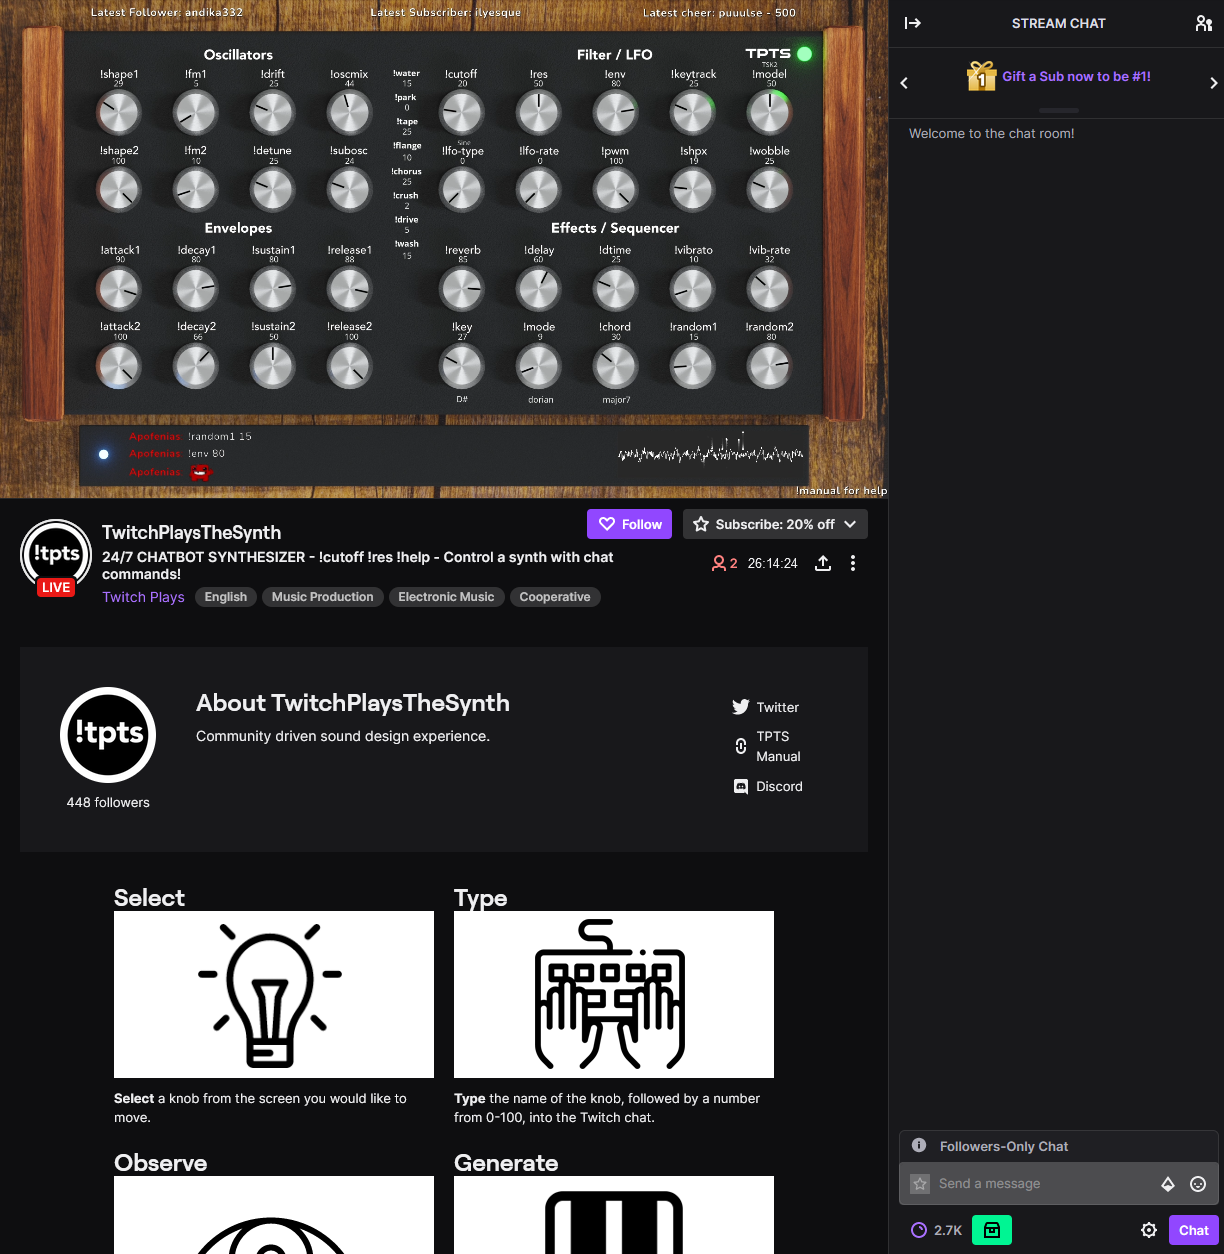 Latest Follower: andika332
Latest Subscriber: ilyesque
Latest cheer: puuulse - 500
Oscillators
Filter / LFO
TPTS
TSK2
!shape1 !fm1 !drift !oscmix
29 5 25 44
!shape2 !fm2 !detune !subosc
100 10 25 24
!water
15
!park
0
!tape
25
!flange
10
!chorus
25
!crush
2
!drive
5
!wash
15
!cutoff !res !env !keytrack !model
20 50 80 25 50
Sine
!lfo-type !lfo-rate !pwm !shpx !wobble
0 0 100 19 25
Envelopes
!attack1 !decay1 !sustain1 !release1
90 80 80 88
!attack2 !decay2 !sustain2 !release2
100 66 50 100
Effects / Sequencer
!reverb !delay !dtime !vibrato !vib-rate
85 60 25 10 32
!key !mode !chord !random1 !random2
27 9 30 15 80
D# dorian major7
Apofenias !random1 15
Apofenias !env 80
Apofenias
!manual for help
!tpts
LIVE
TwitchPlaysTheSynth
Follow
Subscribe: 20% off
24/7 CHATBOT SYNTHESIZER - !cutoff !res !help - Control a synth with chat
commands!
2 26:14:24
Twitch Plays English Music Production Electronic Music Cooperative
!tpts
448 followers
About TwitchPlaysTheSynth
Community driven sound design experience.
Twitter
TPTS
Manual
Discord
Select
Select a knob from the screen you would like to
move.
Type
Type the name of the knob, followed by a number
from 0-100, into the Twitch chat.
Observe
Generate
STREAM CHAT
1
Gift a Sub now to be #1!
Welcome to the chat room!
Followers-Only Chat
Send a message
2.7K
Chat